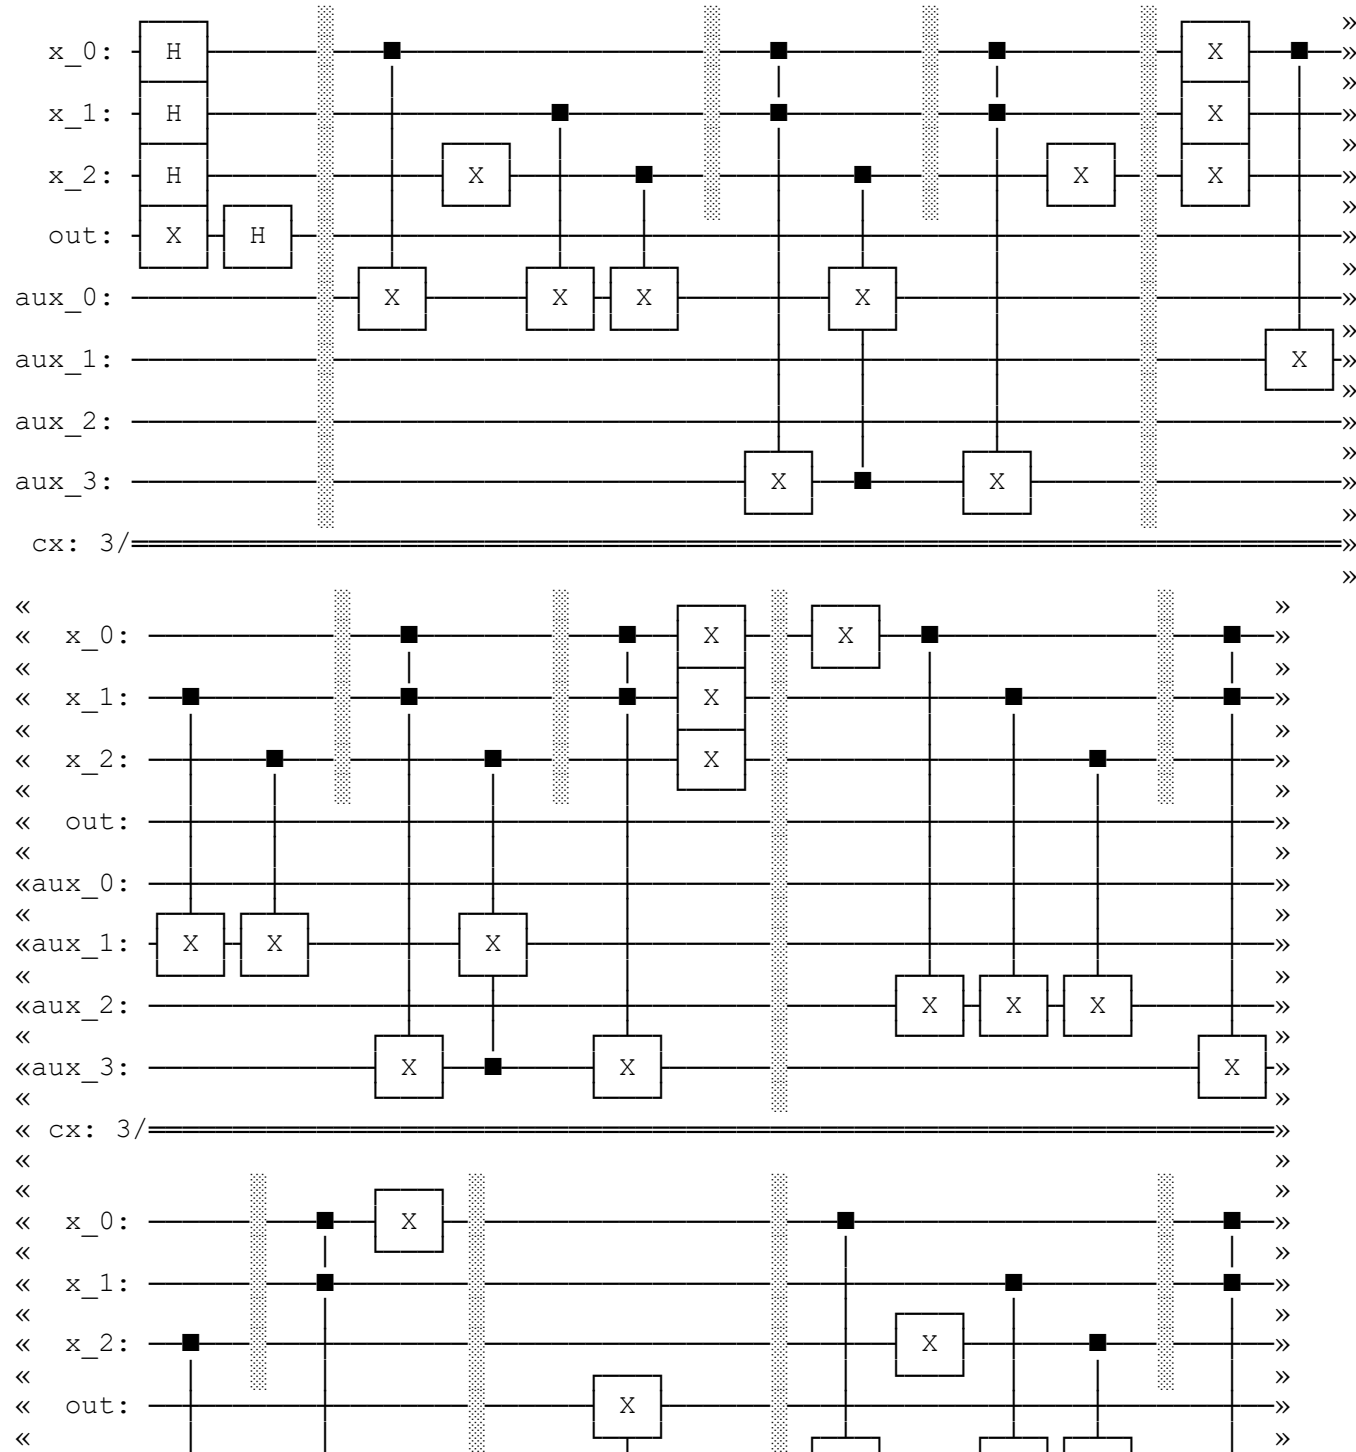 »
x_0: H X »
»
x_1: H X »
»
x_2: H X X X »
»
out: X H »
»
aux_0: X X X X »
»
aux_1: X »
»
aux_2: »
»
aux_3: X X »
»
cx: 3/ »
»
« »
« x_0: X X »
« »
« x_1: X »
« »
« x_2: X »
« »
« out: »
« »
«aux_0: »
« »
«aux_1: X X X »
« »
«aux_2: X X X »
« »
«aux_3: X X X »
« »
« cx: 3/ »
« »
« »
« x_0: X »
« »
« x_1: »
« »
« x_2: X »
« »
« out: X »
« »